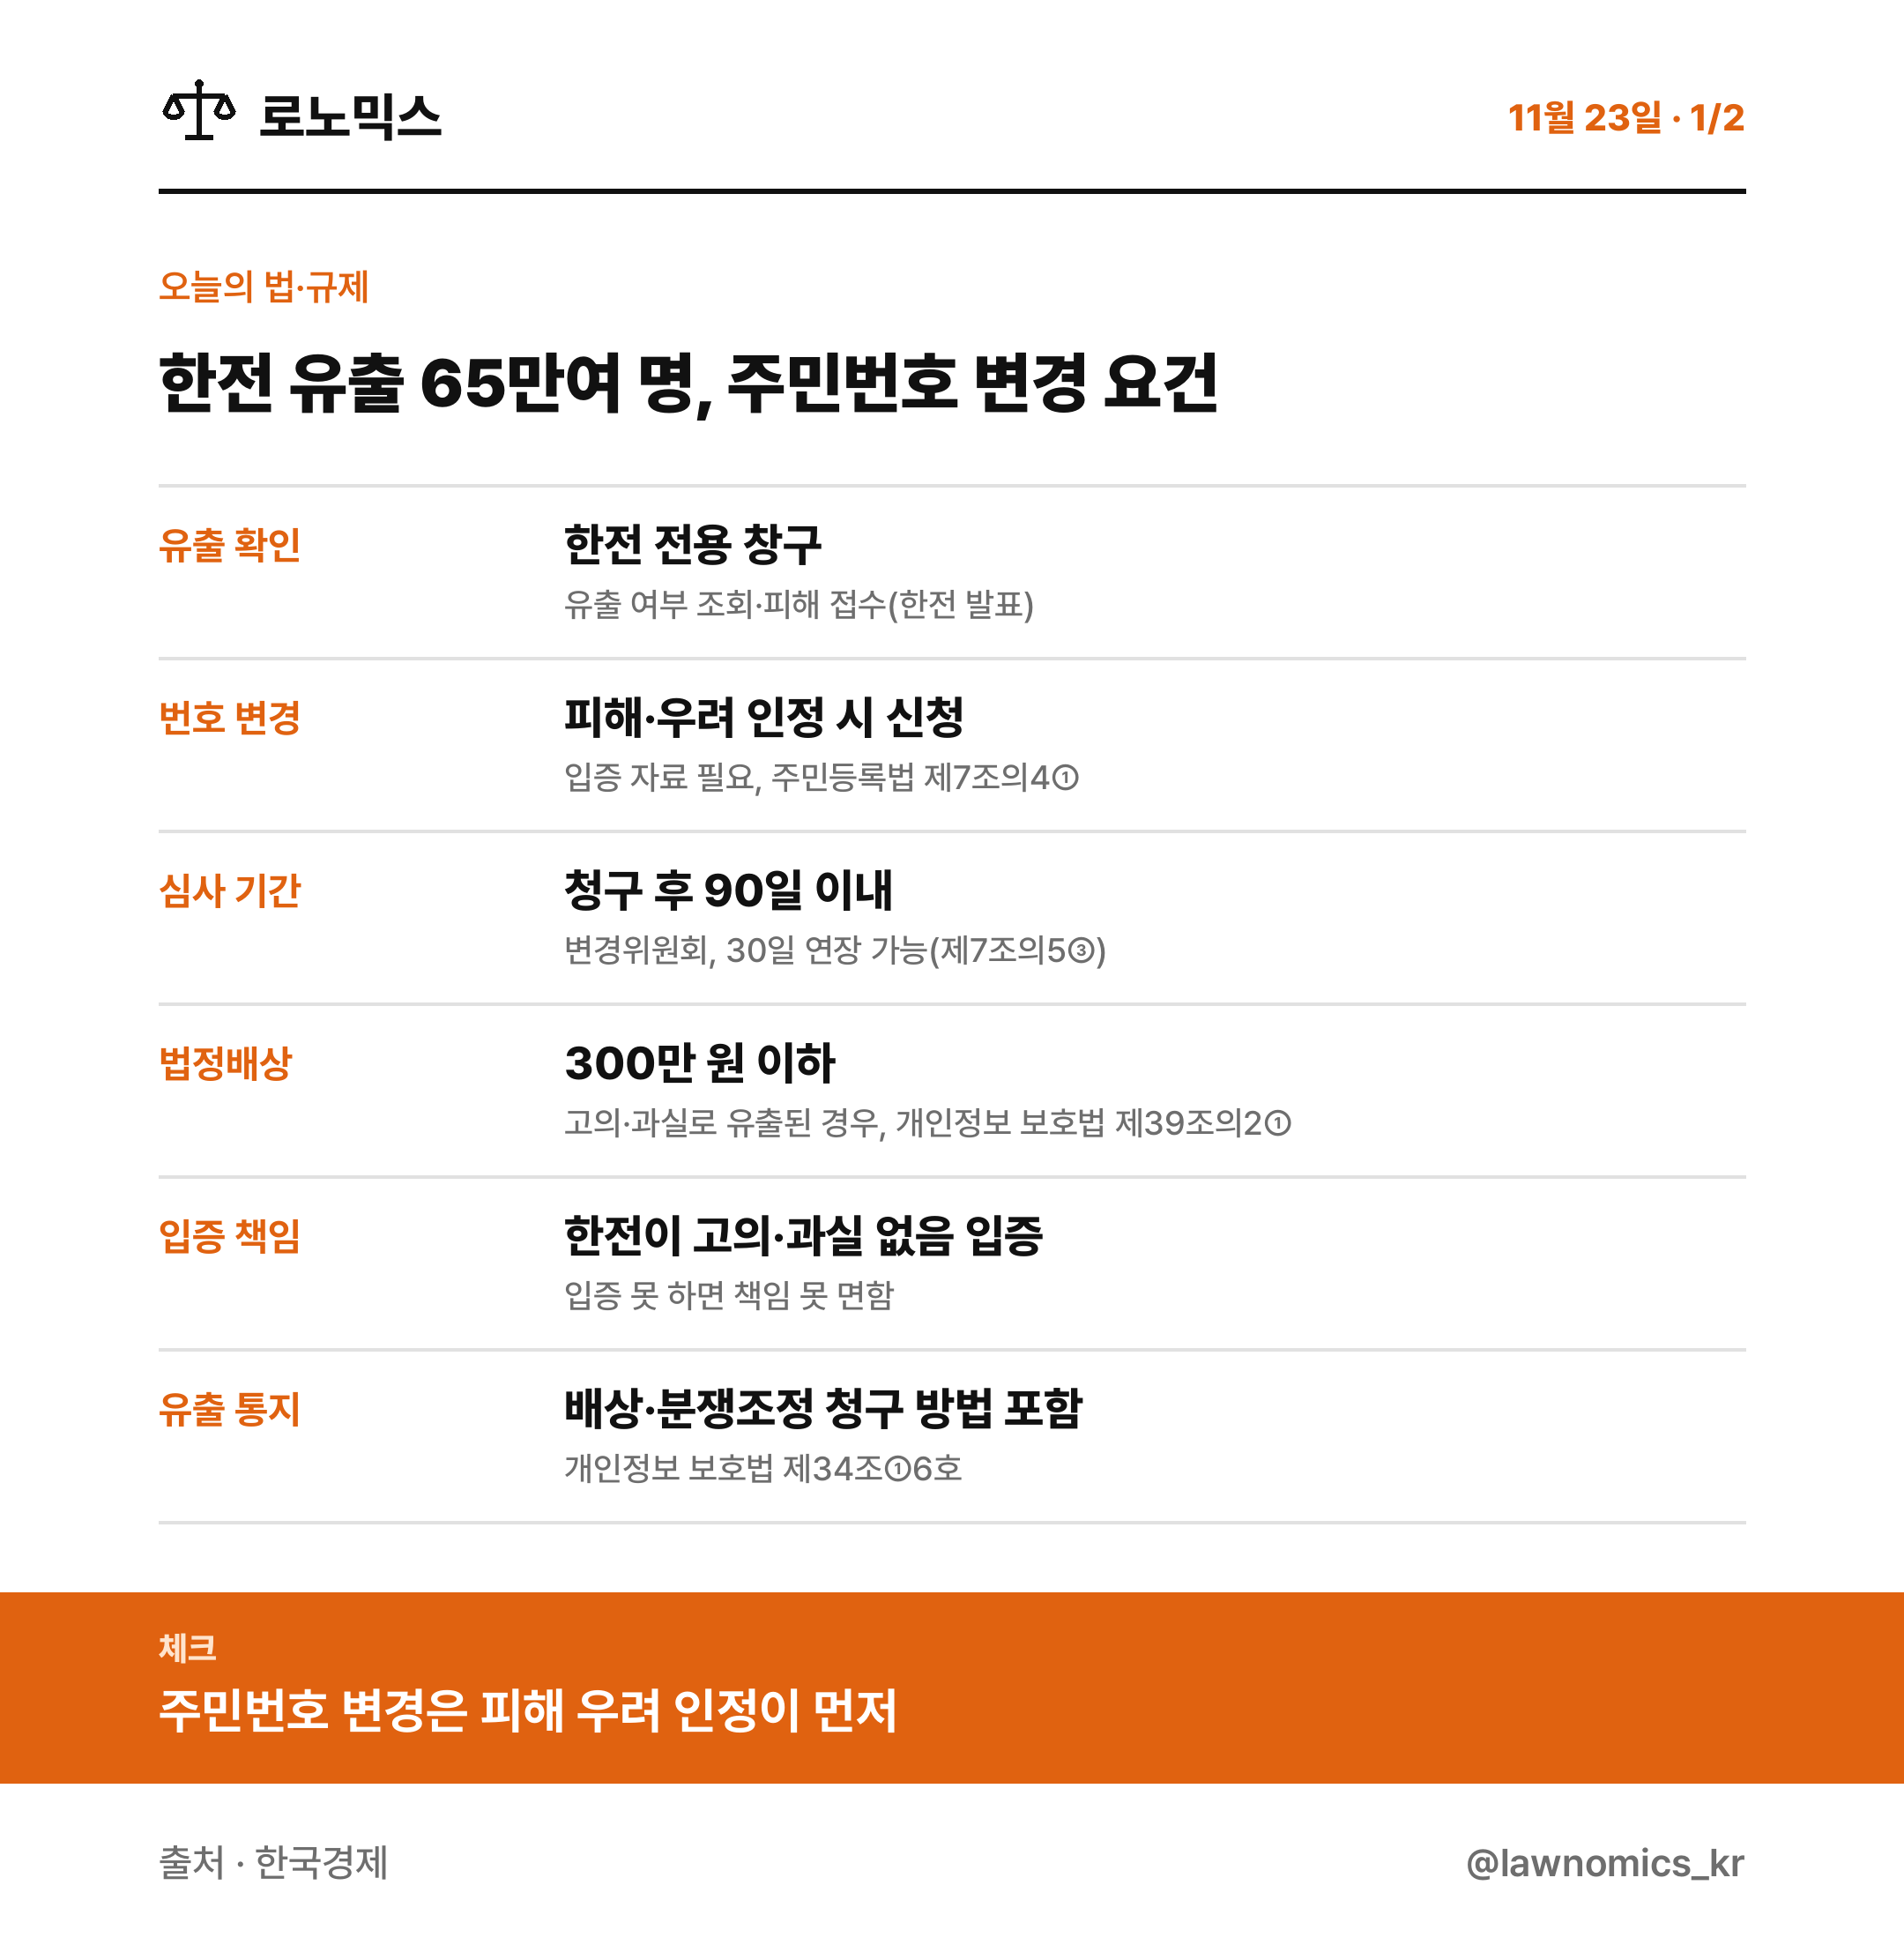 로노믹스
11월 23일 · 1/2
오늘의 법·규제
한전 유출 65만여 명, 주민번호 변경 요건
유출 확인
한전 전용 창구
유출 여부 조회·피해 접수(한전 발표)
번호 변경
피해·우려 인정 시 신청
입증 자료 필요, 주민등록법 제7조의4①
심사 기간
청구 후 90일 이내
변경위원회, 30일 연장 가능(제7조의5③)
법정배상
300만 원 이하
고의·과실로 유출된 경우, 개인정보 보호법 제39조의2①
입증 책임
한전이 고의·과실 없음 입증
입증 못 하면 책임 못 면함
유출 통지
배상·분쟁조정 청구 방법 포함
개인정보 보호법 제34조①6호
체크
주민번호 변경은 피해 우려 인정이 먼저
출처 · 한국경제
@lawnomics_kr